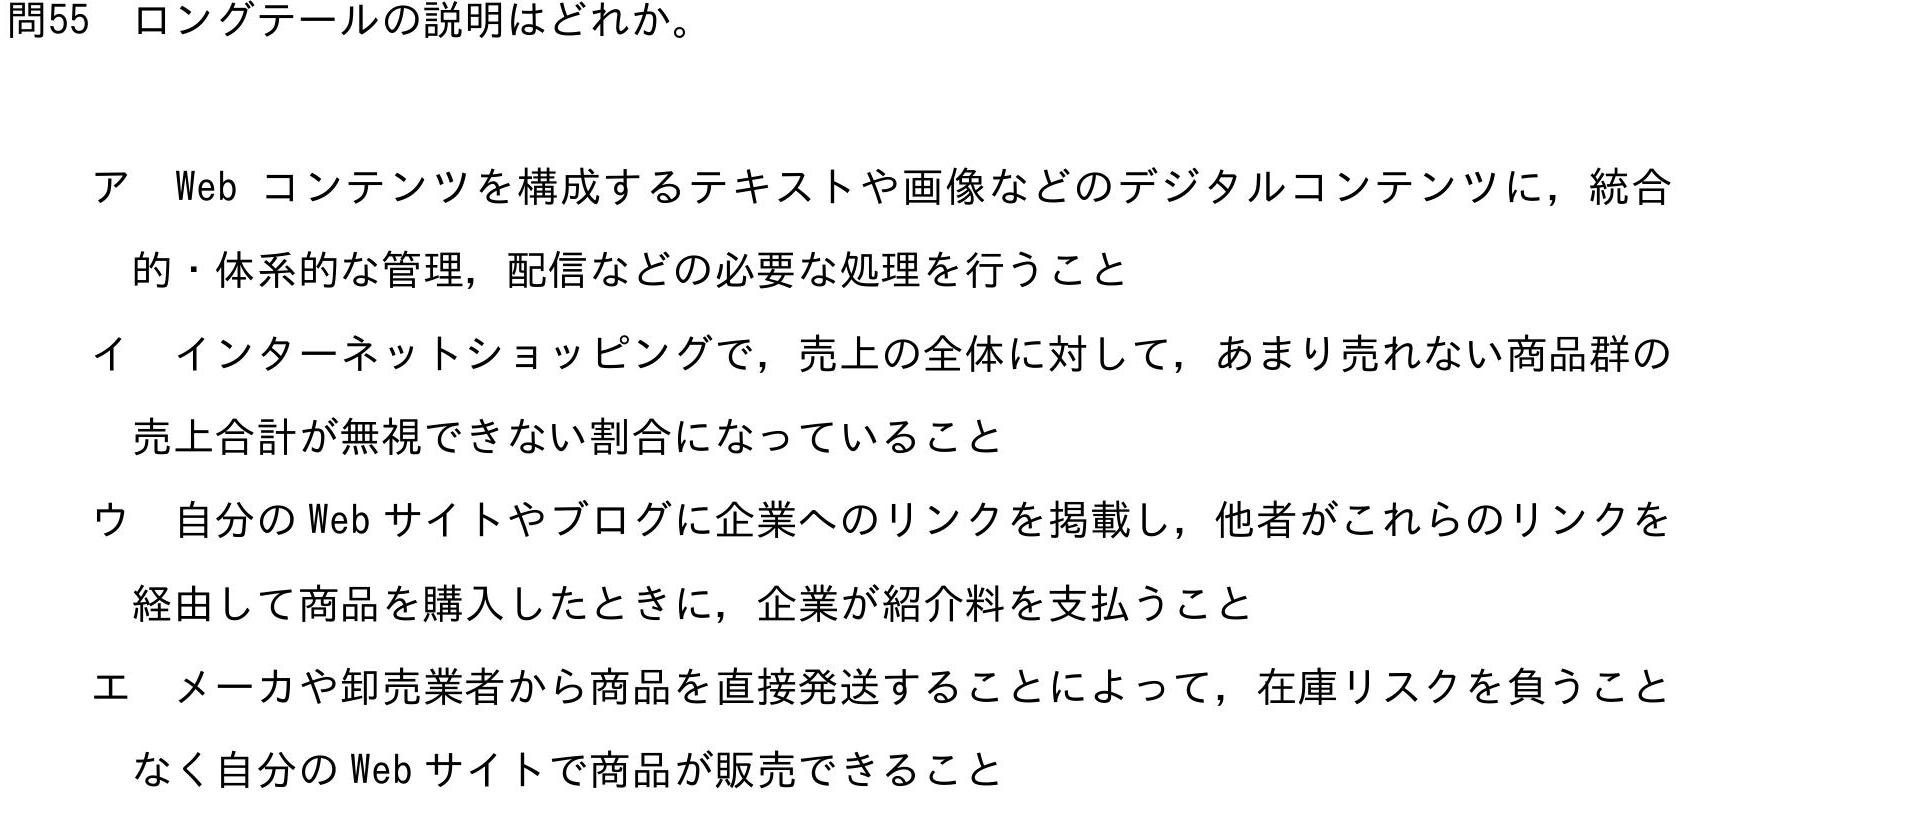 問55　ロングテールの説明はどれか。
ア　Web コンテンツを構成するテキストや画像などのデジタルコンテンツに，統合
的・体系的な管理，配信などの必要な処理を行うこと
イ　インターネットショッピングで，売上の全体に対して，あまり売れない商品群の
売上合計が無視できない割合になっていること
ウ　自分の Web サイトやブログに企業へのリンクを掲載し，他者がこれらのリンクを
経由して商品を購入したときに，企業が紹介料を支払うこと
エ　メーカや卸売業者から商品を直接発送することによって，在庫リスクを負うこと
なく自分の Web サイトで商品が販売できること